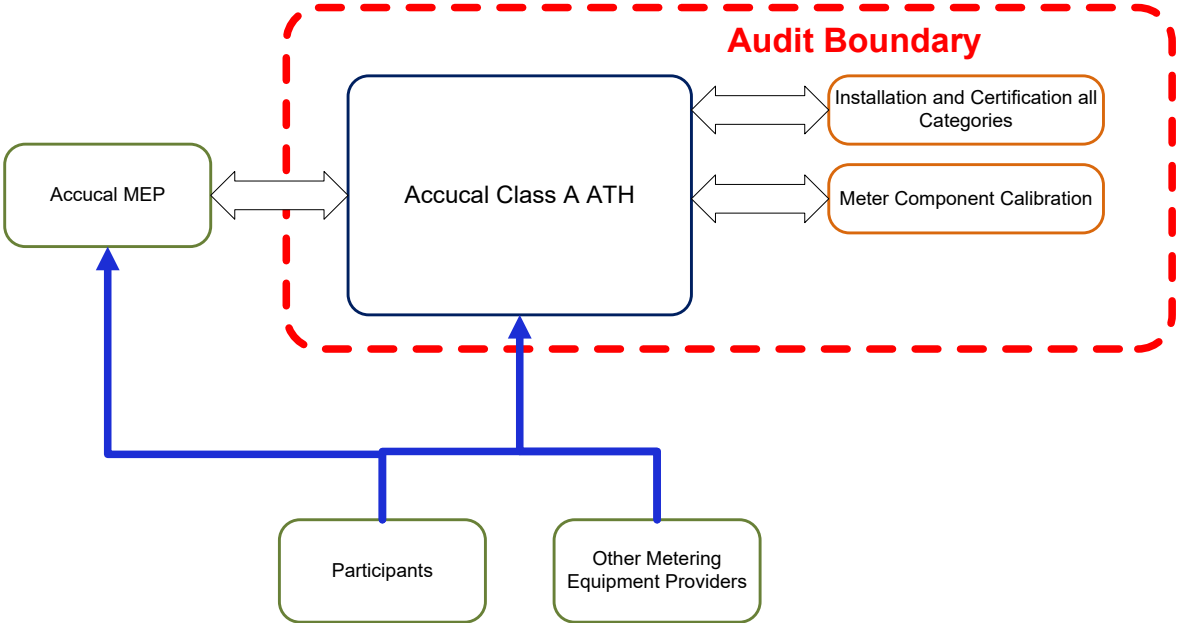 Audit Boundary
Installation and Certification all
Categories
Accucal MEP
Accucal Class A ATH
Meter Component Calibration
Participants
Other Metering
Equipment Providers